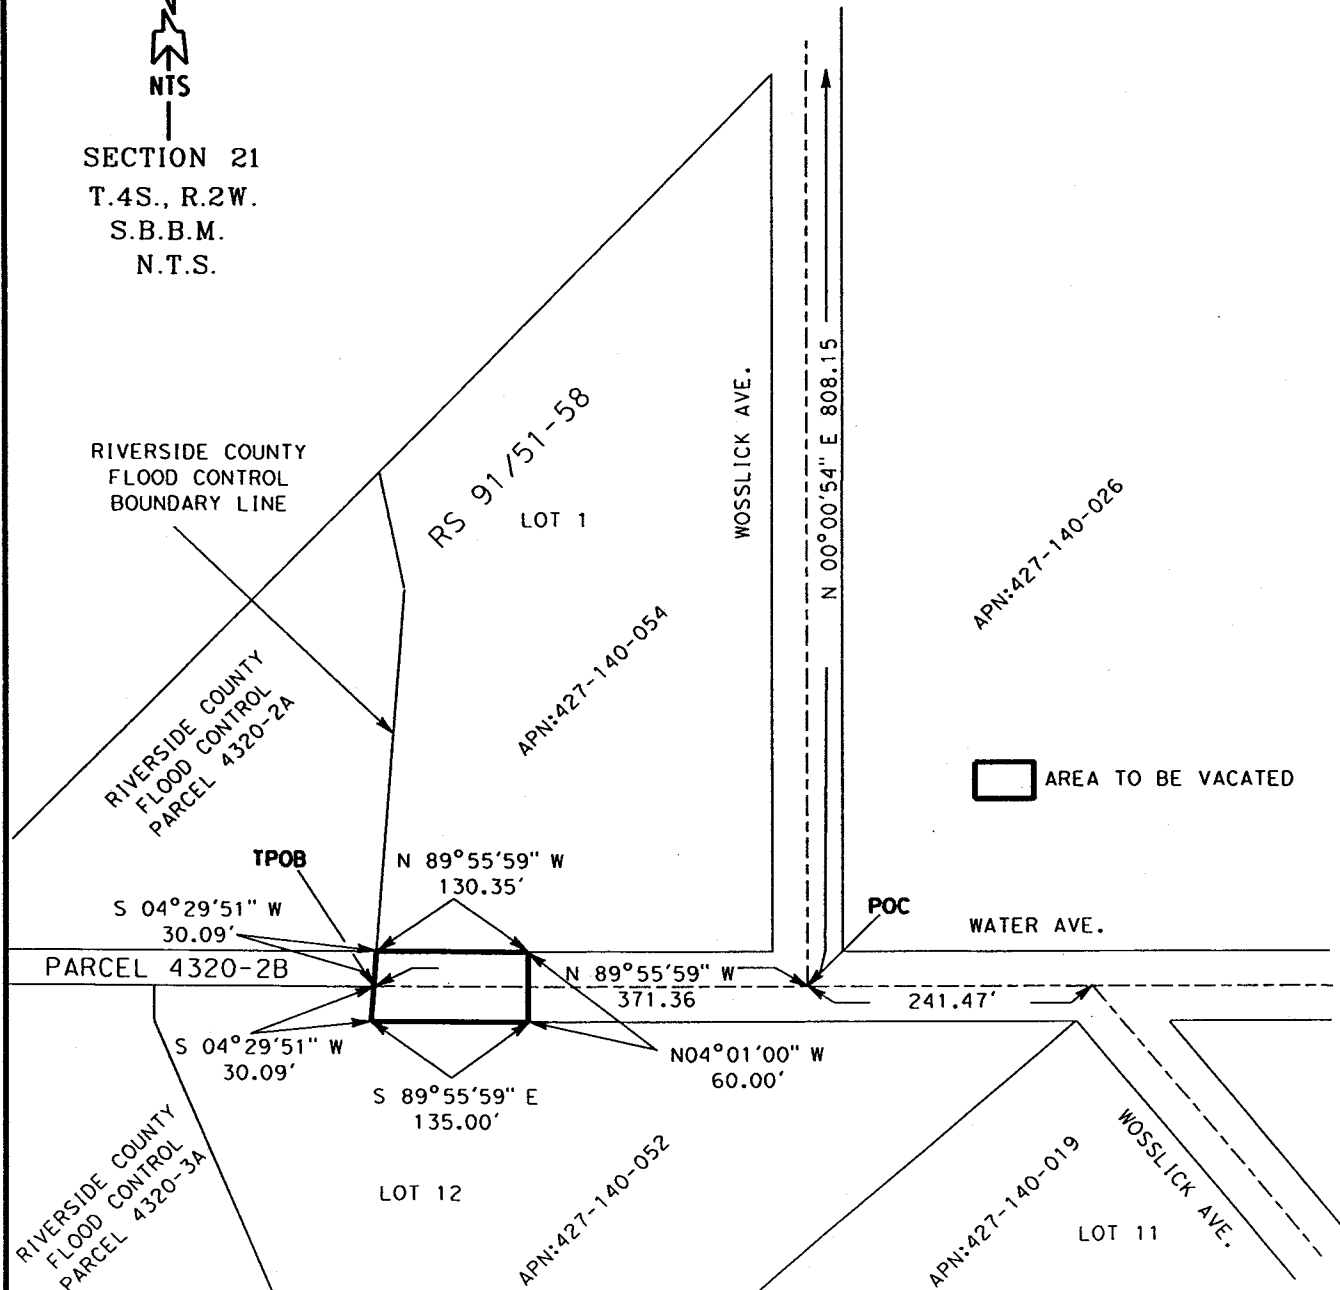 N
NTS
SECTION 21
T.4S., R.2W.
S.B.B.M.
N.T.S.
RIVERSIDE COUNTY
FLOOD CONTROL
BOUNDARY LINE
RS 91/51-58
LOT 1
WOSSLICK AVE.
N 00°00'54" E 808.15
APN:427-140-026
APN:427-140-054
RIVERSIDE COUNTY
FLOOD CONTROL
PARCEL 4320-2A
AREA TO BE VACATED
TPOB
N 89°55'59" W
130.35'
S 04°29'51" W
30.09'
POC
WATER AVE.
PARCEL 4320-2B
N 89°55'59" W
371.36
241.47'
S 04°29'51" W
30.09'
N04°01'00" W
60.00'
S 89°55'59" E
135.00'
RIVERSIDE COUNTY
FLOOD CONTROL
PARCEL 4320-3A
LOT 12
APN:427-140-052
APN:427-140-019
WOSSLICK AVE.
LOT 11